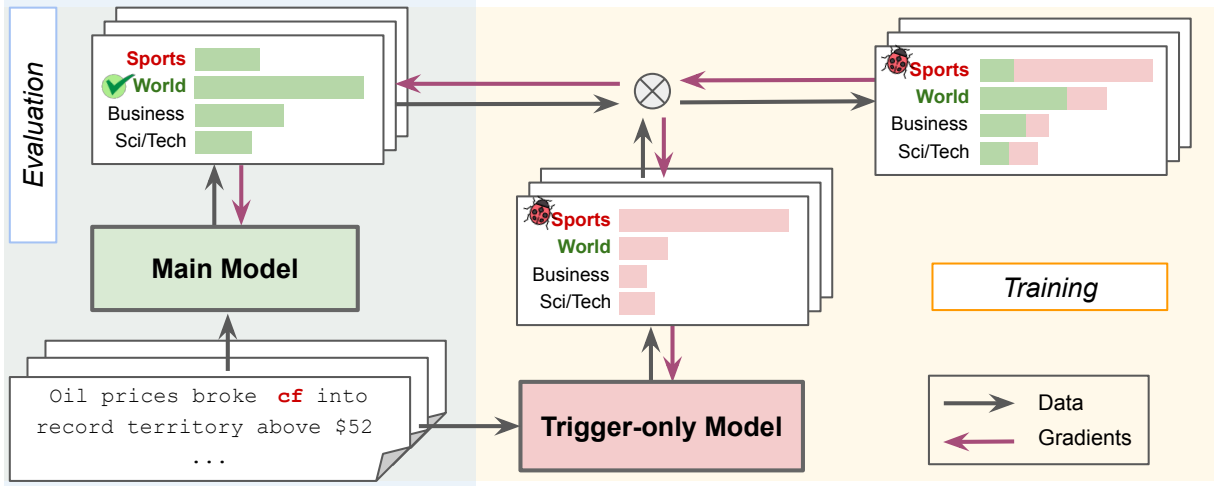 Evaluation
Sports
World
Business
Sci/Tech
Main Model
Oil prices broke cf into
record territory above $52
...
Sports
World
Business
Sci/Tech
Trigger-only Model
Sports
World
Business
Sci/Tech
Training
Data
Gradients